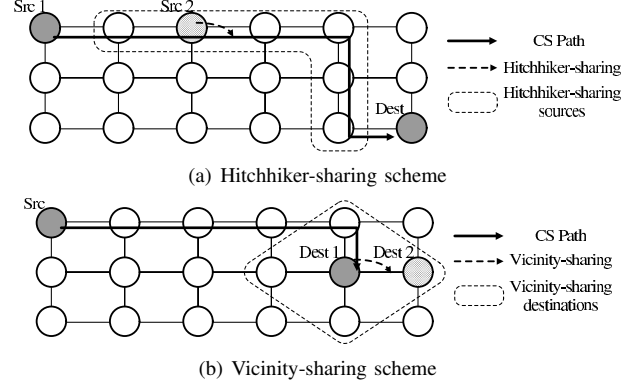 Src 1
Src 2
CS Path
Hitchhiker-sharing
Hitchhiker-sharing
sources
Dest
(a) Hitchhiker-sharing scheme
Src
Dest 1
Dest 2
CS Path
Vicinity-sharing
Vicinity-sharing
destinations
(b) Vicinity-sharing scheme